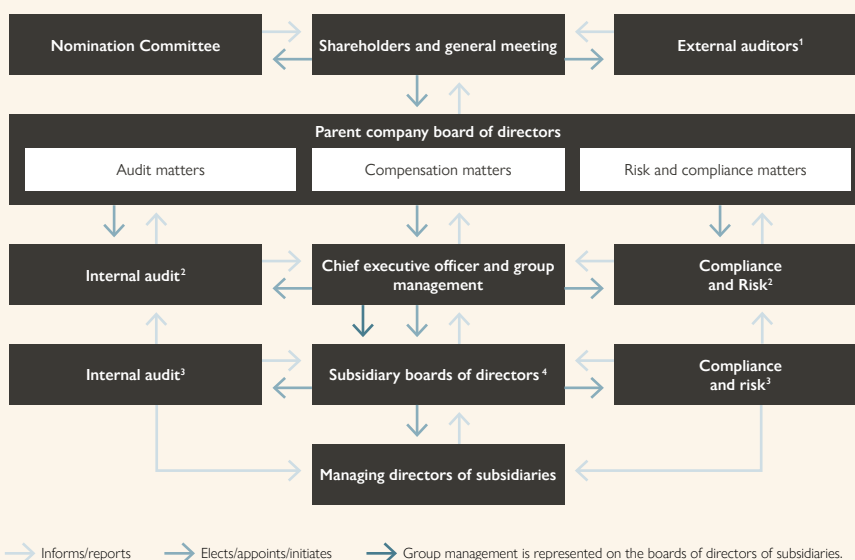 Nomination Committee
Shareholders and general meeting
External auditors¹
Parent company board of directors
Audit matters
Compensation matters
Risk and compliance matters
Internal audit²
Chief executive officer and group
management
Compliance
and Risk²
Internal audit³
Subsidiary boards of directors⁴
Compliance
and risk³
Managing directors of subsidiaries
Informs/reports
Elects/appoints/initiates
Group management is represented on the boards of directors of subsidiaries.